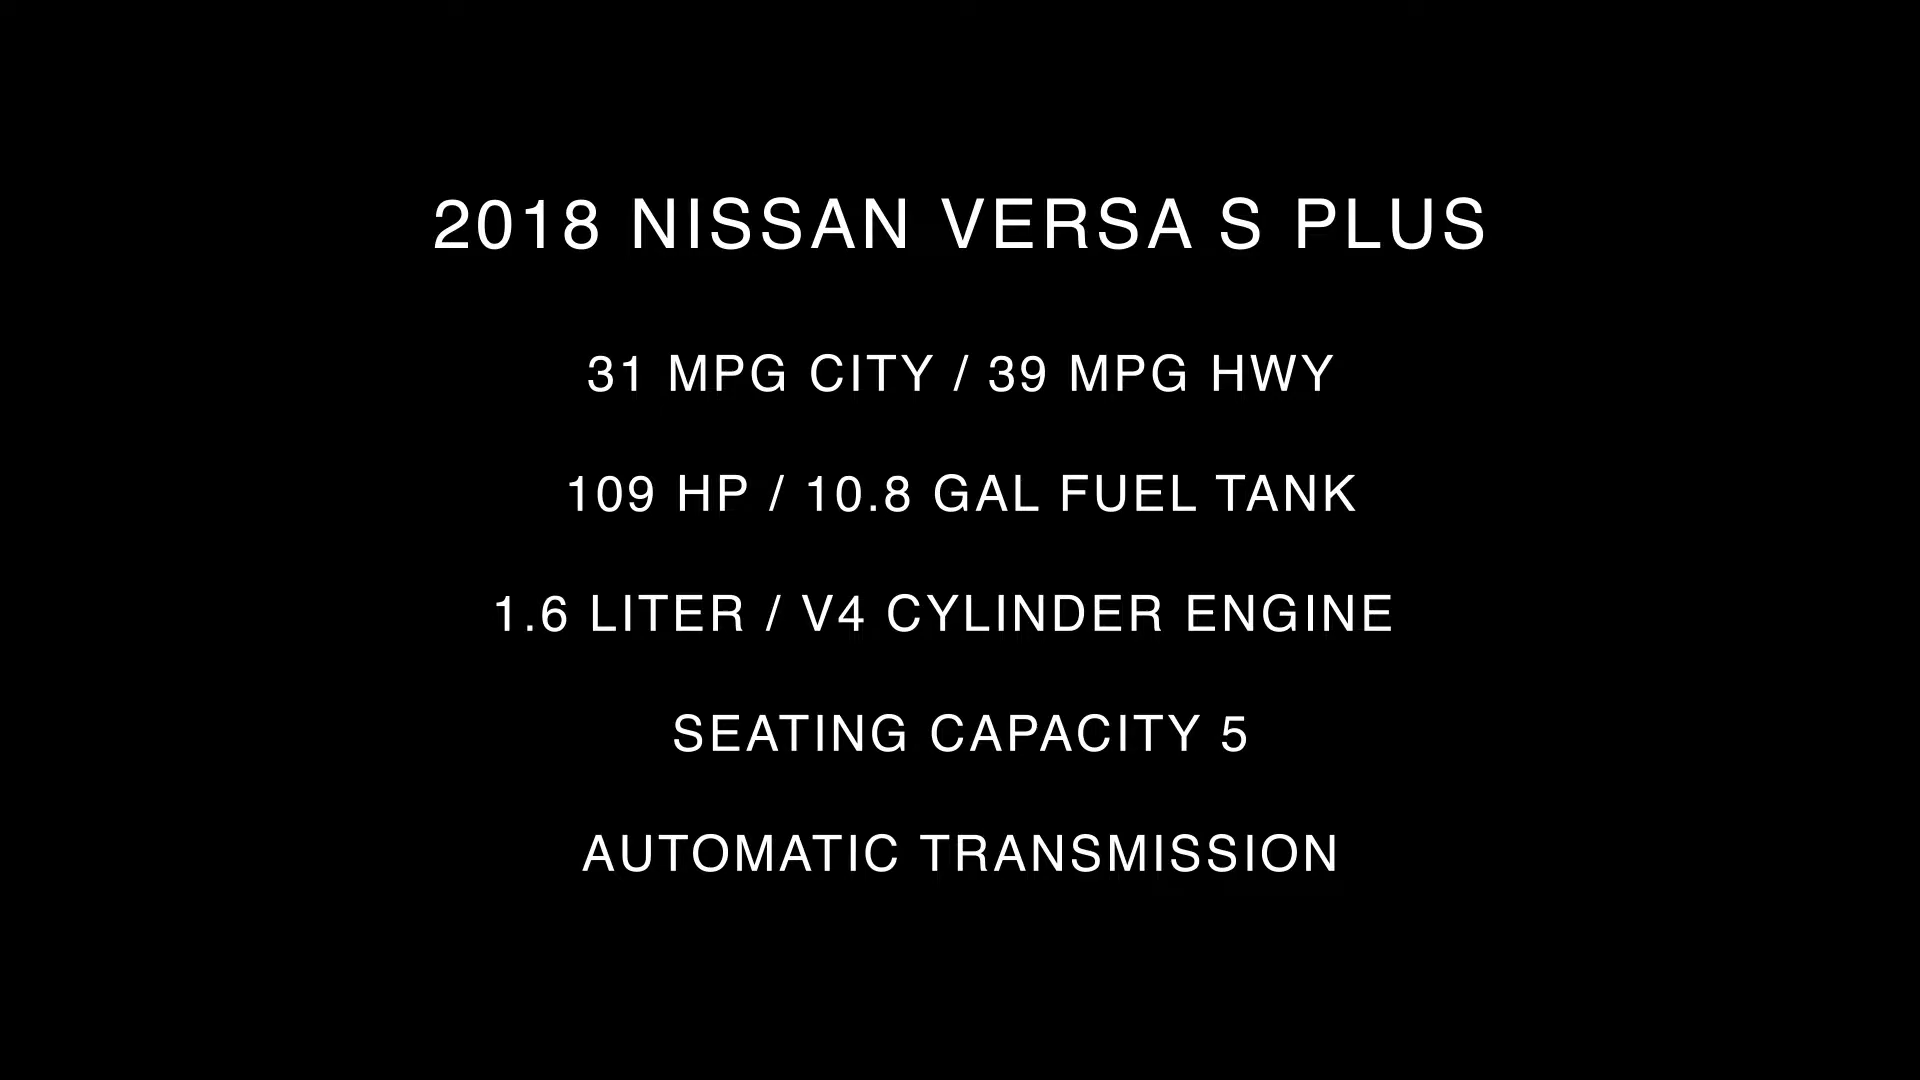 2018 NISSAN VERSA S PLUS
31 MPG CITY / 39 MPG HWY
109 HP / 10.8 GAL FUEL TANK
1.6 LITER / V4 CYLINDER ENGINE
SEATING CAPACITY 5
AUTOMATIC TRANSMISSION